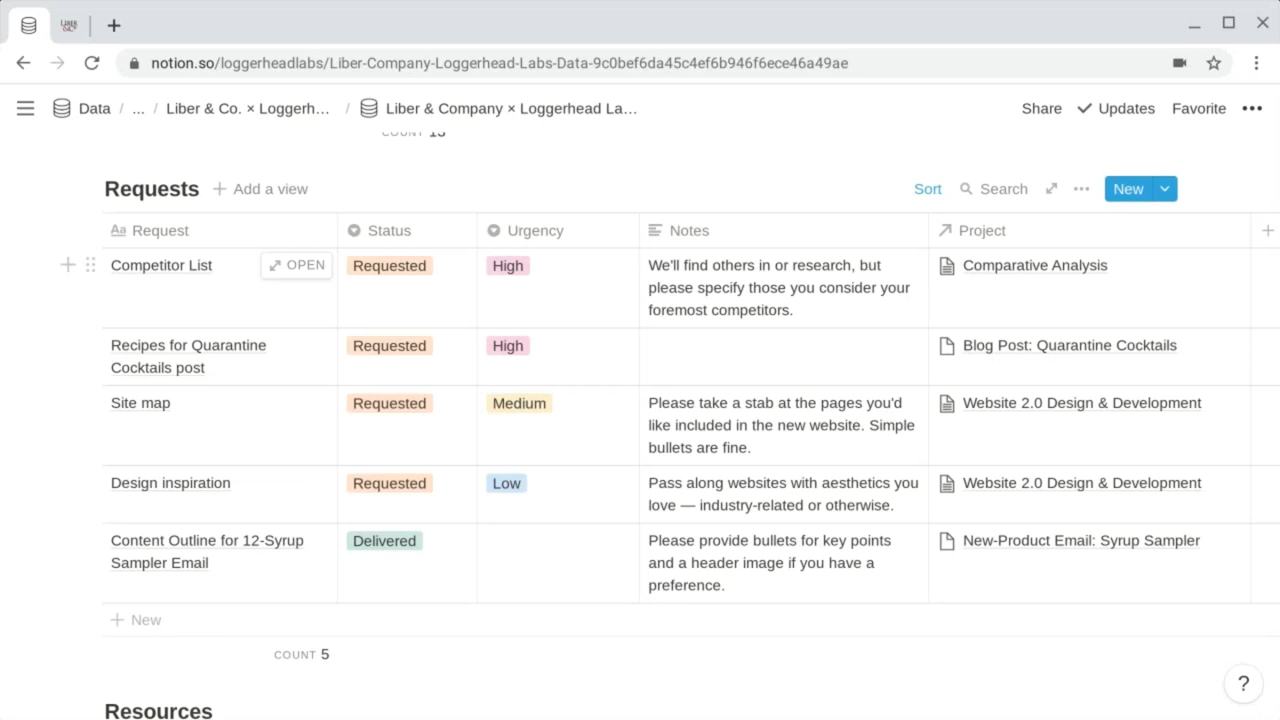 notion.so/loggerheadlabs/Liber-Company-Loggerhead-Labs-Data-9c0bef6da45c4ef6b946f6ece46a49ae
Data / ... / Liber & Co. × Loggerh... / Liber & Company × Loggerhead La...
Share Updates Favorite •••
COUNT 13
Requests + Add a view
Sort Search ••• New
Aa Request Status Urgency Notes Project
Competitor List OPEN Requested High We'll find others in or research, but Comparative Analysis
please specify those you consider your
foremost competitors.
Recipes for Quarantine Requested High Blog Post: Quarantine Cocktails
Cocktails post
Site map Requested Medium Please take a stab at the pages you'd Website 2.0 Design & Development
like included in the new website. Simple
bullets are fine.
Design inspiration Requested Low Pass along websites with aesthetics you Website 2.0 Design & Development
love — industry-related or otherwise.
Content Outline for 12-Syrup Delivered Please provide bullets for key points New-Product Email: Syrup Sampler
Sampler Email and a header image if you have a
preference.
+ New
COUNT 5
?
Resources